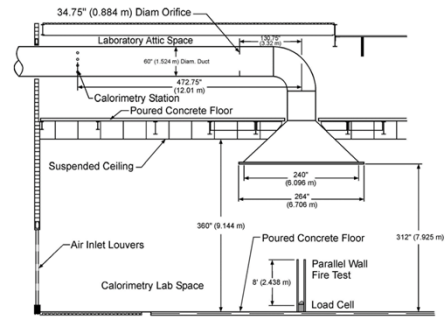 34.75" (0.884 m) Diam Orifice
Laboratory Attic Space
130.75"
(3.32 m)
60" (1.524 m) Diam. Duct
472.75"
(12.01 m)
Calorimetry Station
Poured Concrete Floor
Suspended Ceiling
240"
(6.096 m)
264"
(6.706 m)
360" (9.144 m)
312" (7.925 m)
Poured Concrete Floor
Air Inlet Louvers
Parallel Wall
Fire Test
8' (2.438 m)
Calorimetry Lab Space
Load Cell